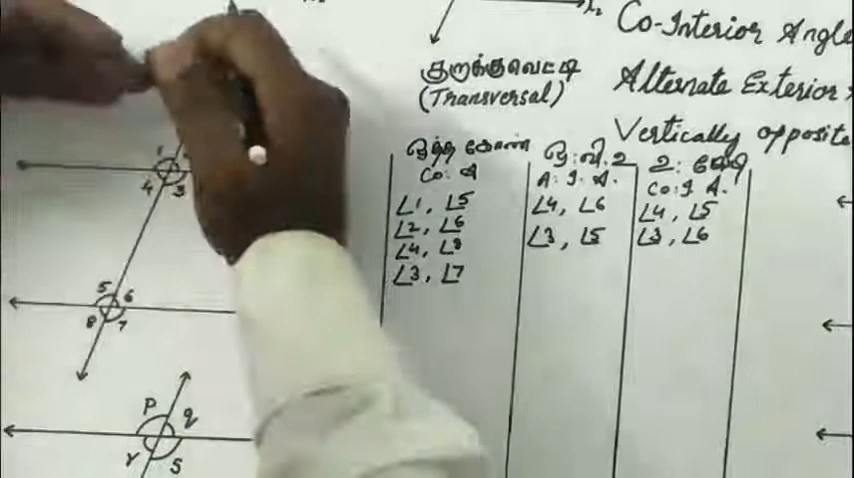 Co-Interior Angle
குறுக்குவெட்டி
(Transversal)
Alternate Exterior
Vertically opposite
ஒத்த கோண்
Co: A
∠1, ∠5
∠2, ∠6
∠4, ∠8
∠3, ∠7
ஒ:வி.உ
A: I. A.
∠4, ∠6
∠3, ∠5
Co: I A.
∠4, ∠5
∠3, ∠6
1
4 3
5 6
8 7
P q
r S